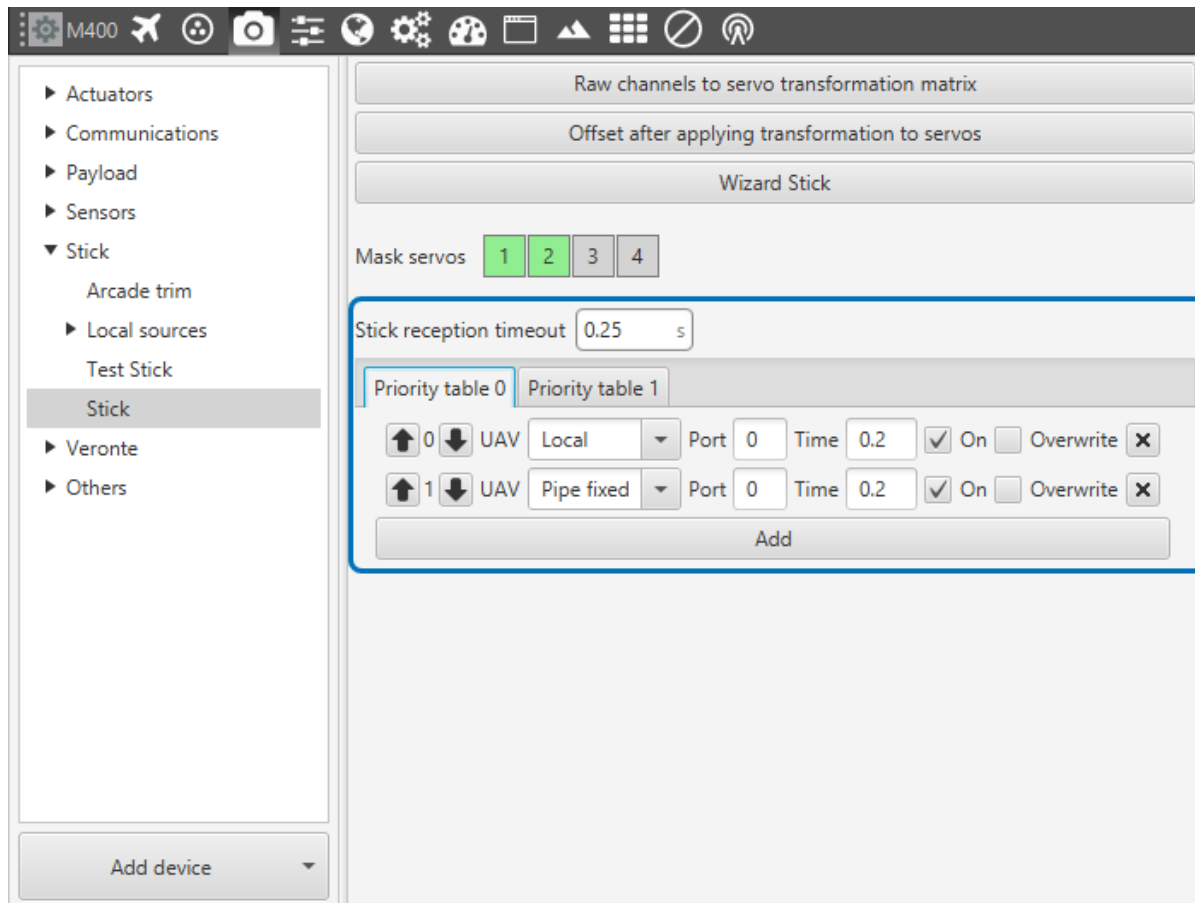 M400
Actuators
Communications
Payload
Sensors
Stick
Arcade trim
Local sources
Test Stick
Stick
Veronte
Others
Add device
Raw channels to servo transformation matrix
Offset after applying transformation to servos
Wizard Stick
Mask servos 1 2 3 4
Stick reception timeout 0.25 s
Priority table 0 Priority table 1
0 UAV Local Port 0 Time 0.2 On Overwrite
1 UAV Pipe fixed Port 0 Time 0.2 On Overwrite
Add